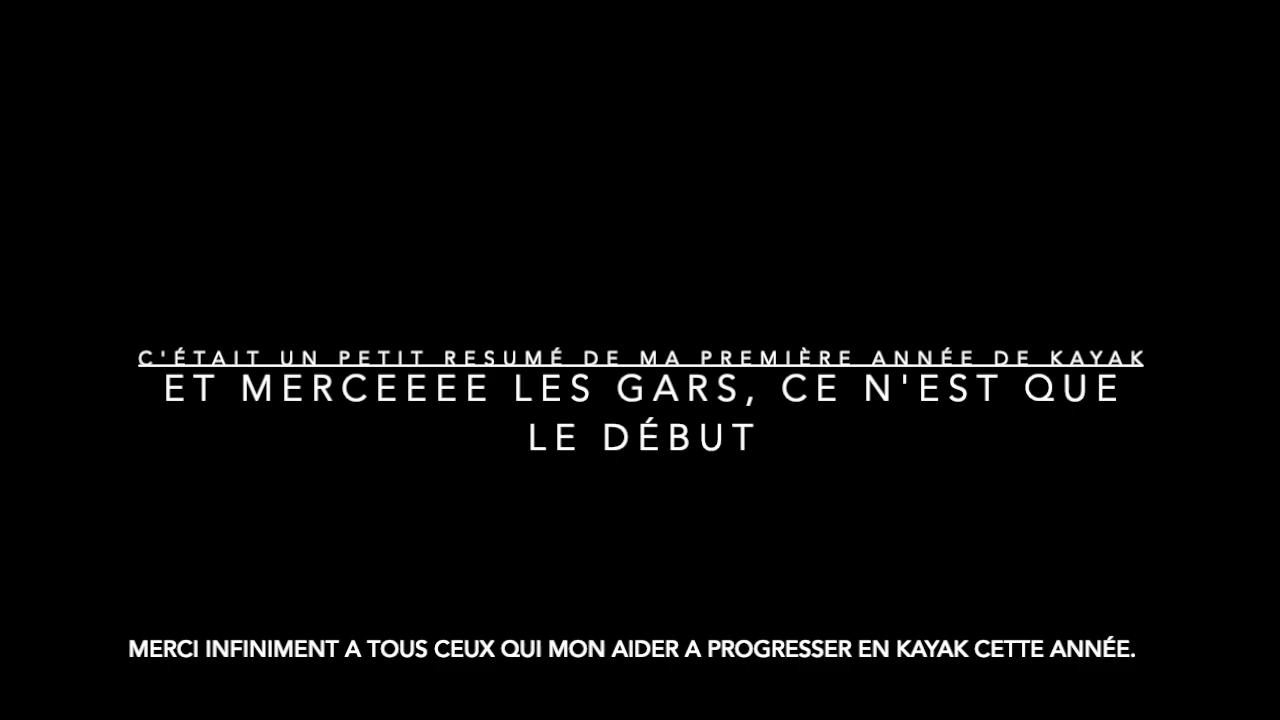 C'ÉTAIT UN PETIT RESUMÉ DE MA PREMIÈRE ANNÉE DE KAYAK
ET MERCEEEE LES GARS, CE N'EST QUE
LE DÉBUT
MERCI INFINIMENT A TOUS CEUX QUI MON AIDER A PROGRESSER EN KAYAK CETTE ANNÉE.